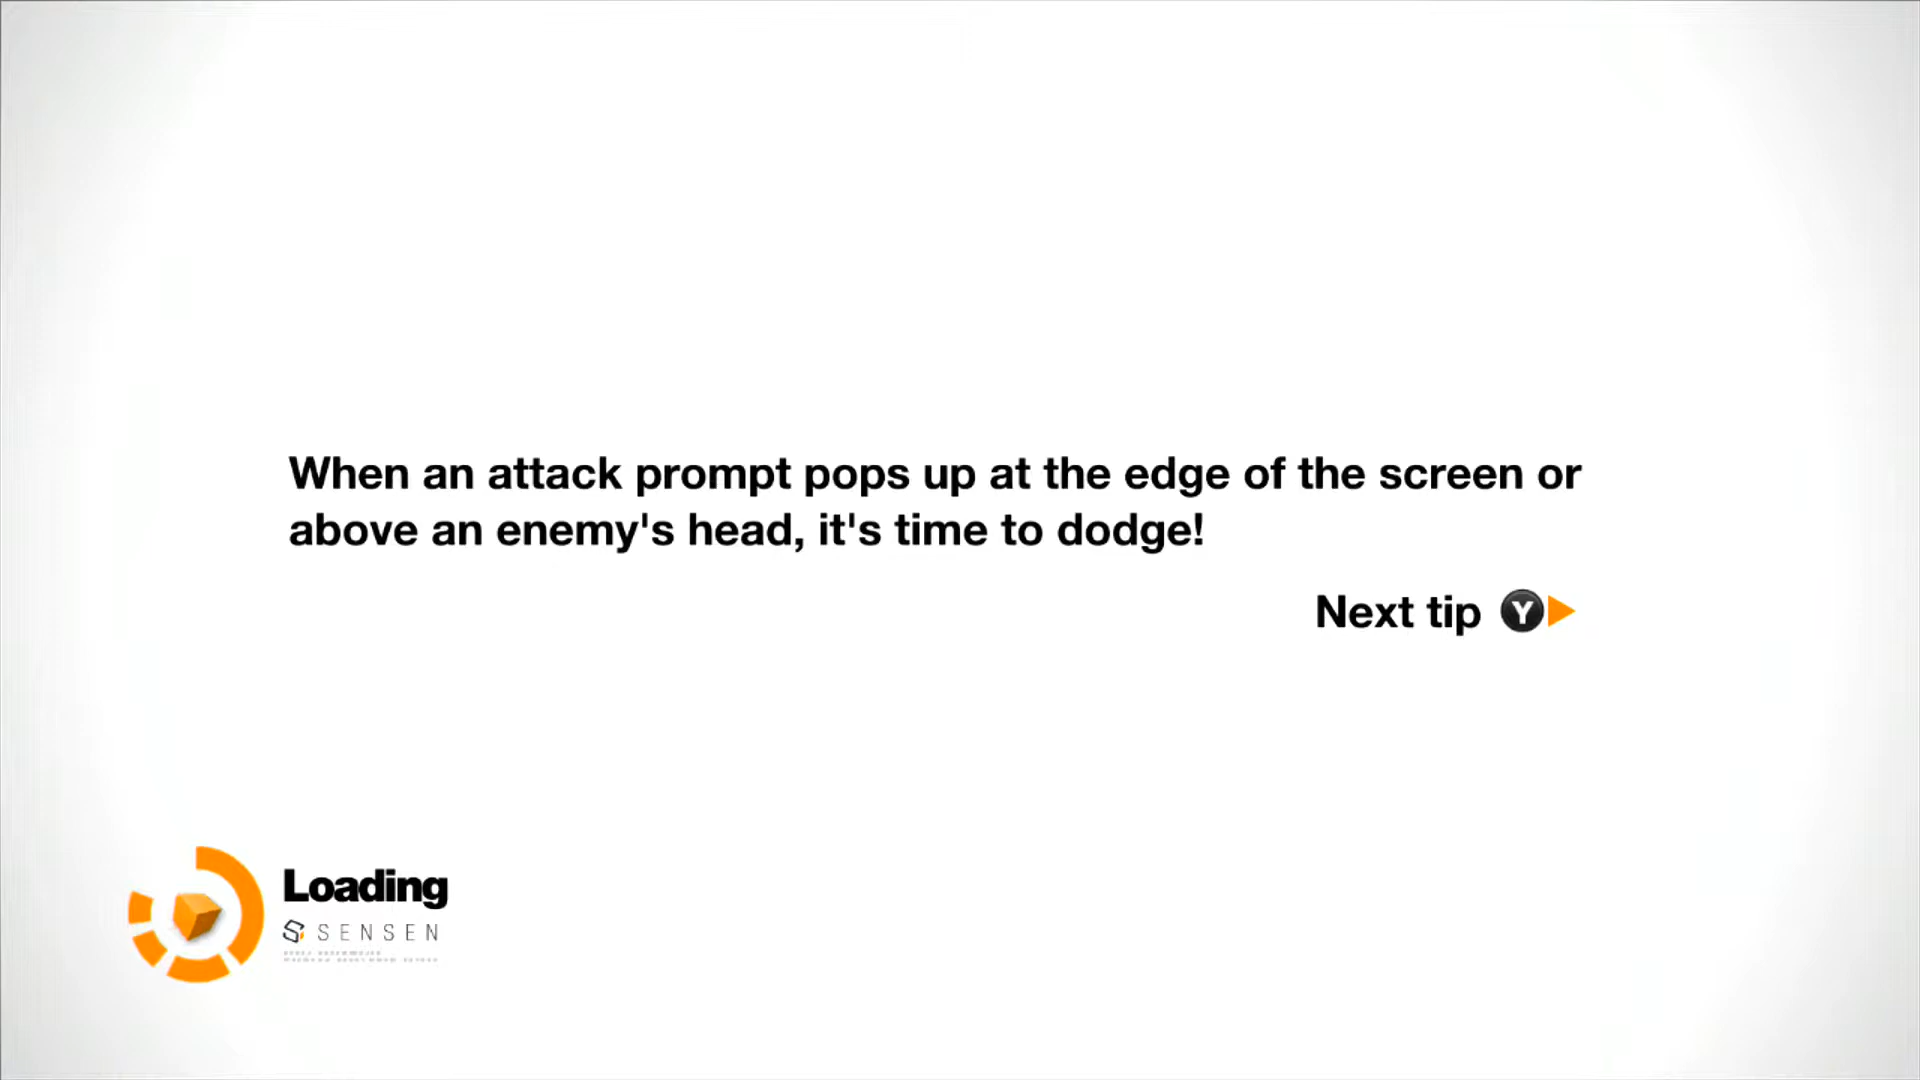 When an attack prompt pops up at the edge of the screen or
above an enemy's head, it's time to dodge!
Next tip Y
Loading
SENSEN